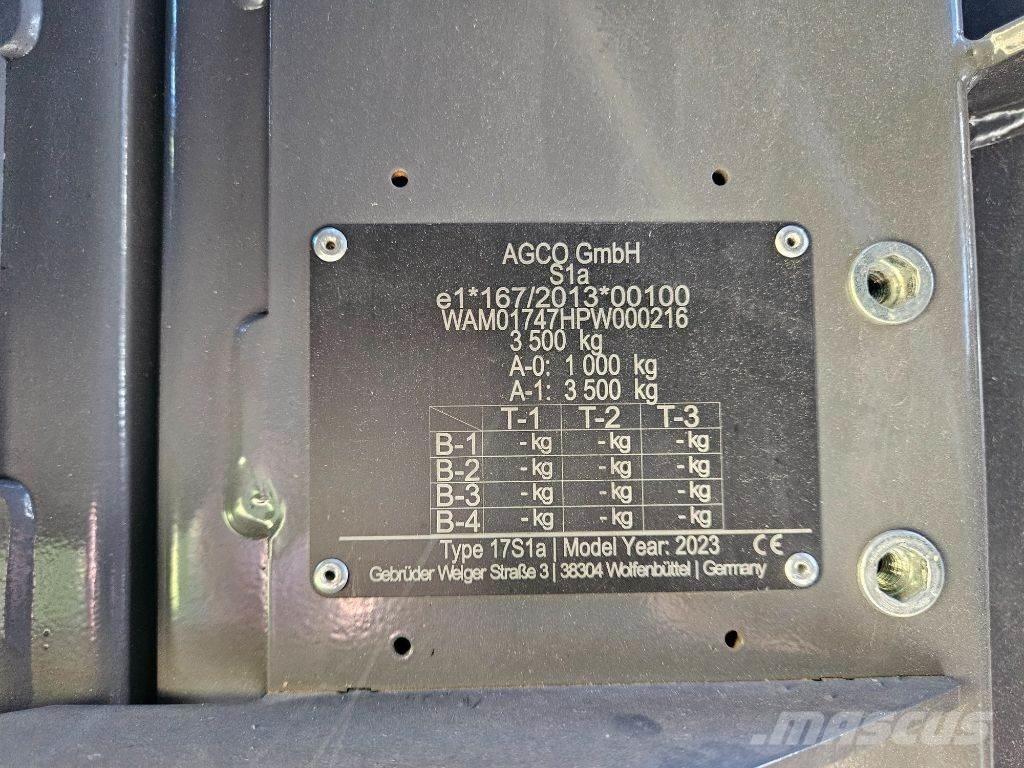 AGCO GmbH
S1a
e1*167/2013*00100
WAM01747HPW000216
3 500 kg
A-0: 1 000 kg
A-1: 3 500 kg
T-1 T-2 T-3
B-1 -kg -kg -kg
B-2 -kg -kg -kg
B-3 -kg -kg -kg
B-4 -kg -kg -kg
Type 17S1a | Model Year: 2023 CE
Gebrüder Welger Straße 3 | 38304 Wolfenbüttel | Germany
mascus